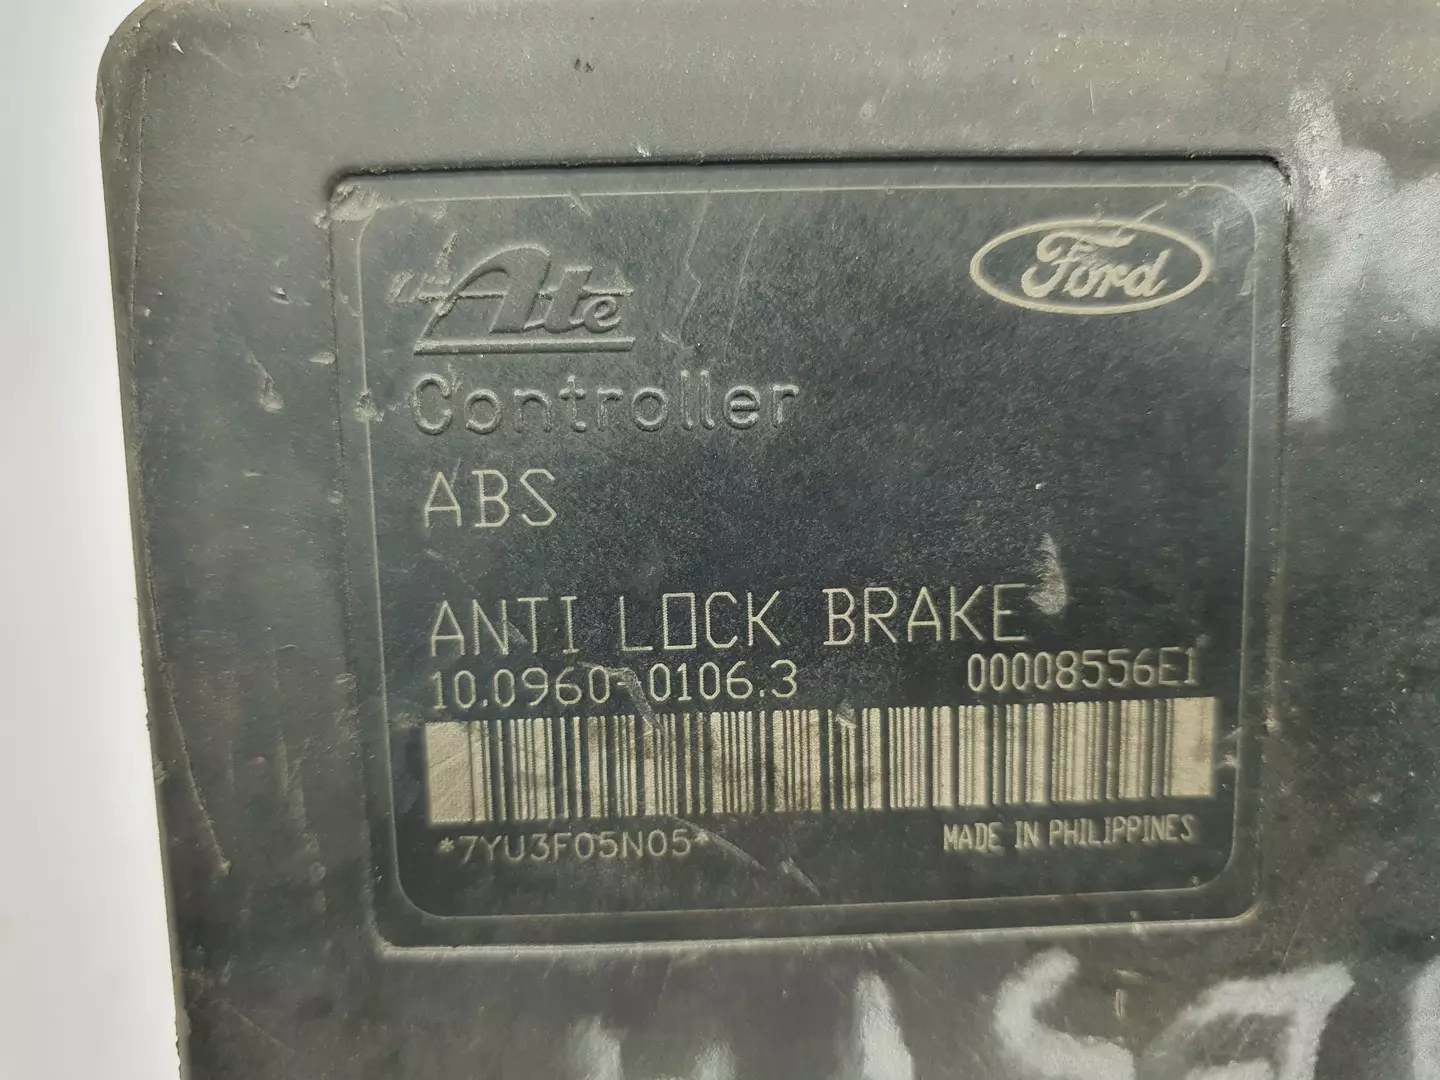 Ate
Ford
Controller
ABS
ANTI LOCK BRAKE
10.0960-0106.3 00008556E1
*7YU3F05N05*
MADE IN PHILIPPINES